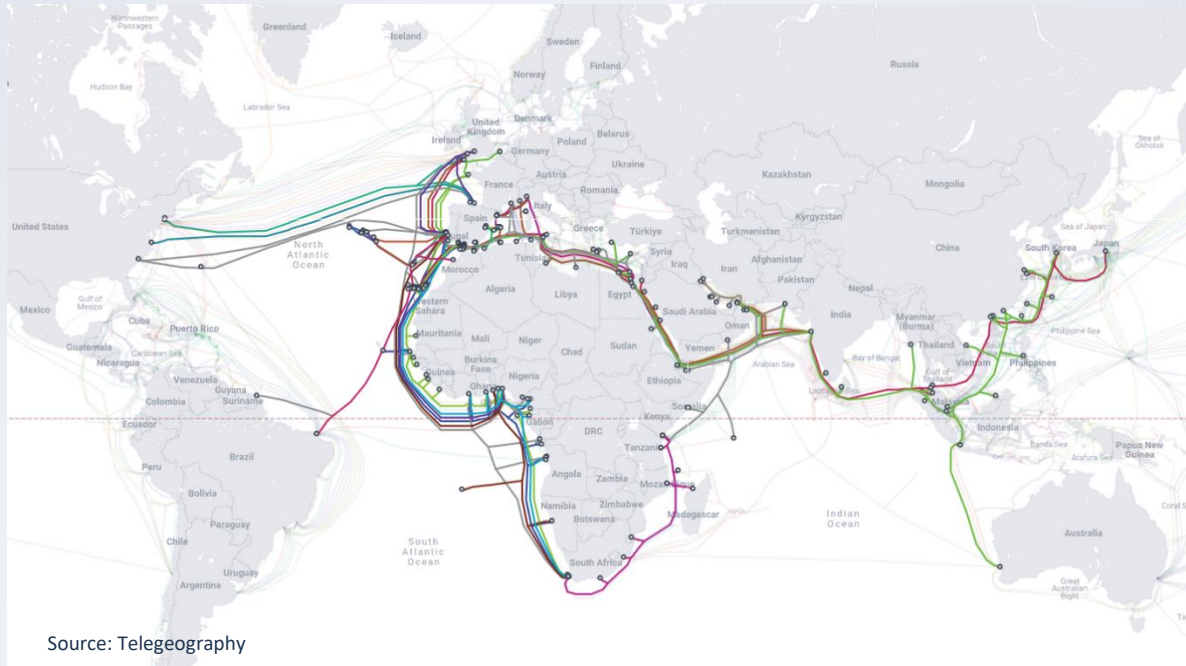 Northwestern
Passages
Greenland
Iceland
Sweden
Finland
Norway
Russia
Hudson Bay
Labrador Sea
United
Kingdom
Denmark
Ireland
Belarus
Poland
Germany
Sea of
Okhotsk
Ukraine
Kazakhstan
Austria
France
Mongolia
Romania
Italy
Spain
Kyrgyzstan
United States
Greece
Türkiye
Turkmenistan
Sea of Japan
North
Atlantic
Ocean
China
South Korea
Japan
Tunisia
Syria
Iraq
Iran
Afghanistan
Morocco
Pakistan
Algeria
Libya
Egypt
Nepal
Gulf of
Mexico
Mexico
Western
Sahara
Saudi Arabia
India
Myanmar
(Burma)
Cuba
Puerto Rico
Oman
Mauritania
Mali
Niger
Sudan
Thailand
Philippine Sea
Guatemala
Caribbean Sea
Chad
Yemen
Arabian Sea
Bay of Bengal
Nicaragua
Burkina
Faso
Gulf of
Thailand
Vietnam
Philippines
Guinea
Nigeria
Venezuela
Ghana
Ethiopia
Guyana
Suriname
Colombia
Somalia
Malaysia
Gabon
Kenya
Ecuador
DRC
Indonesia
Tanzania
Banda Sea
Papua New
Guinea
Brazil
Arafura Sea
Peru
Angola
Zambia
Bolivia
Zimbabwe
Namibia
Madagascar
Botswana
Indian
Ocean
Coral S
Paraguay
Chile
South
Atlantic
Ocean
Australia
South Africa
Uruguay
Argentina
Great
Australian
Bight
Ta
Source: Telegeography